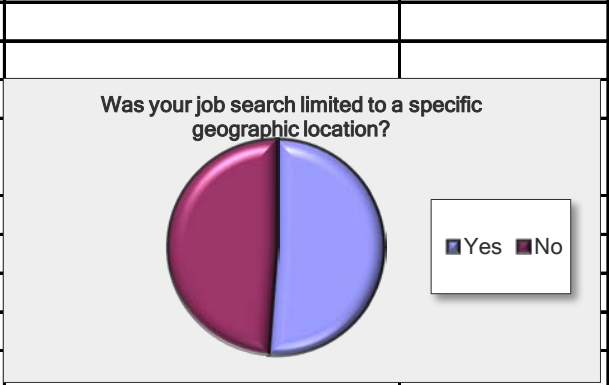 Was your job search limited to a specific
geographic location?
Yes No